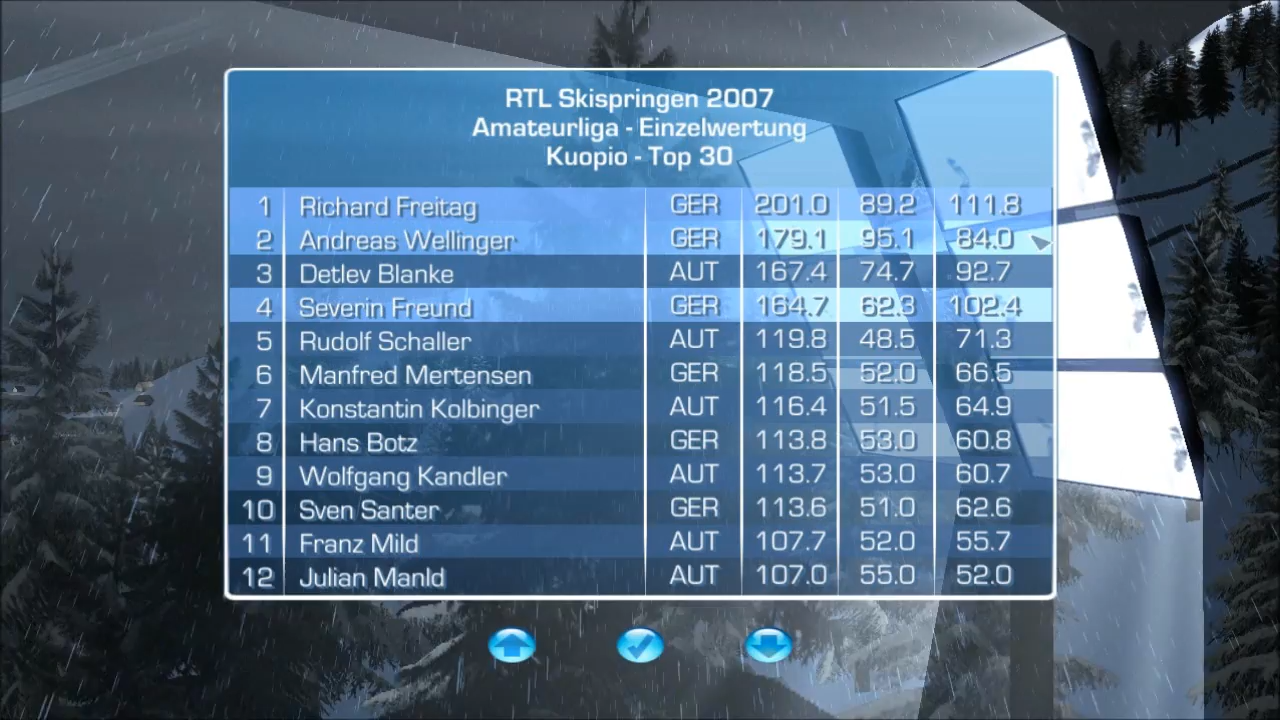 RTL Skispringen 2007
Amateurliga - Einzelwertung
Kuopio - Top 30
1 Richard Freitag GER 201.0 89.2 111.8
2 Andreas Wellinger GER 179.1 95.1 84.0
3 Detlev Blanke AUT 167.4 74.7 92.7
4 Severin Freund GER 164.7 62.3 102.4
5 Rudolf Schaller AUT 119.8 48.5 71.3
6 Manfred Mertensen GER 118.5 52.0 66.5
7 Konstantin Kolbinger AUT 116.4 51.5 64.9
8 Hans Botz GER 113.8 53.0 60.8
9 Wolfgang Kandler AUT 113.7 53.0 60.7
10 Sven Santer GER 113.6 51.0 62.6
11 Franz Mild AUT 107.7 52.0 55.7
12 Julian Manld AUT 107.0 55.0 52.0